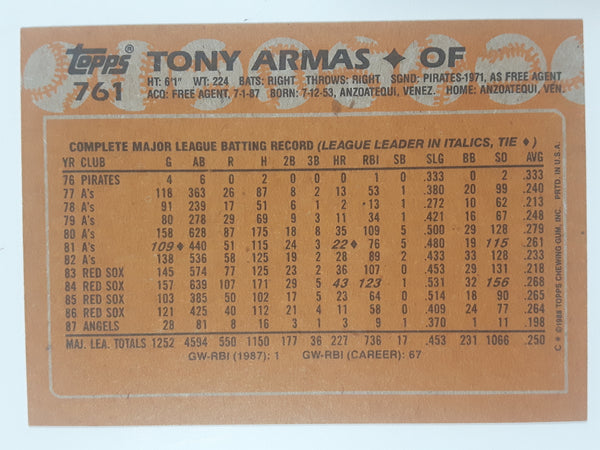 Topps® TONY ARMAS ✦ OF
761 HT: 6'1" WT: 224 BATS: RIGHT THROWS: RIGHT SGND: PIRATES-1971, AS FREE AGENT
ACQ: FREE AGENT, 7-1-87 BORN: 7-12-53, ANZOATEQUI, VENEZ. HOME: ANZOATEQUI, VEN.
COMPLETE MAJOR LEAGUE BATTING RECORD (LEAGUE LEADER IN ITALICS, TIE ♦)
YR CLUB G AB R H 2B 3B HR RBI SB SLG BB SO AVG
76 PIRATES 4 6 0 2 0 0 0 1 0 .333 0 2 .333
77 A's 118 363 26 87 8 2 13 53 1 .380 20 99 .240
78 A's 91 239 17 51 6 1 2 13 1 .272 10 62 .213
79 A's 80 278 29 69 9 3 11 34 1 .421 16 67 .248
80 A's 158 628 87 175 18 8 35 109 5 .500 29 128 .279
81 A's 109♦ 440 51 115 24 3 22♦ 76 5 .480 19 115 .261
82 A's 138 536 58 125 19 2 28 89 2 .433 33 128 .233
83 RED SOX 145 574 77 125 23 2 36 107 0 .453 29 131 .218
84 RED SOX 157 639 107 171 29 5 43 123 1 .531 32 156 .268
85 RED SOX 103 385 50 102 17 5 23 64 0 .514 18 90 .265
86 RED SOX 121 425 40 112 21 4 11 58 0 .409 24 77 .264
87 ANGELS 28 81 8 16 3 1 3 9 1 .370 1 11 .198
MAJ. LEA. TOTALS 1252 4594 550 1150 177 36 227 736 17 .453 231 1066 .250
GW-RBI (1987): 1 GW-RBI (CAREER): 67
C * ©1988 TOPPS CHEWING GUM, INC. PRTD. IN U.S.A.